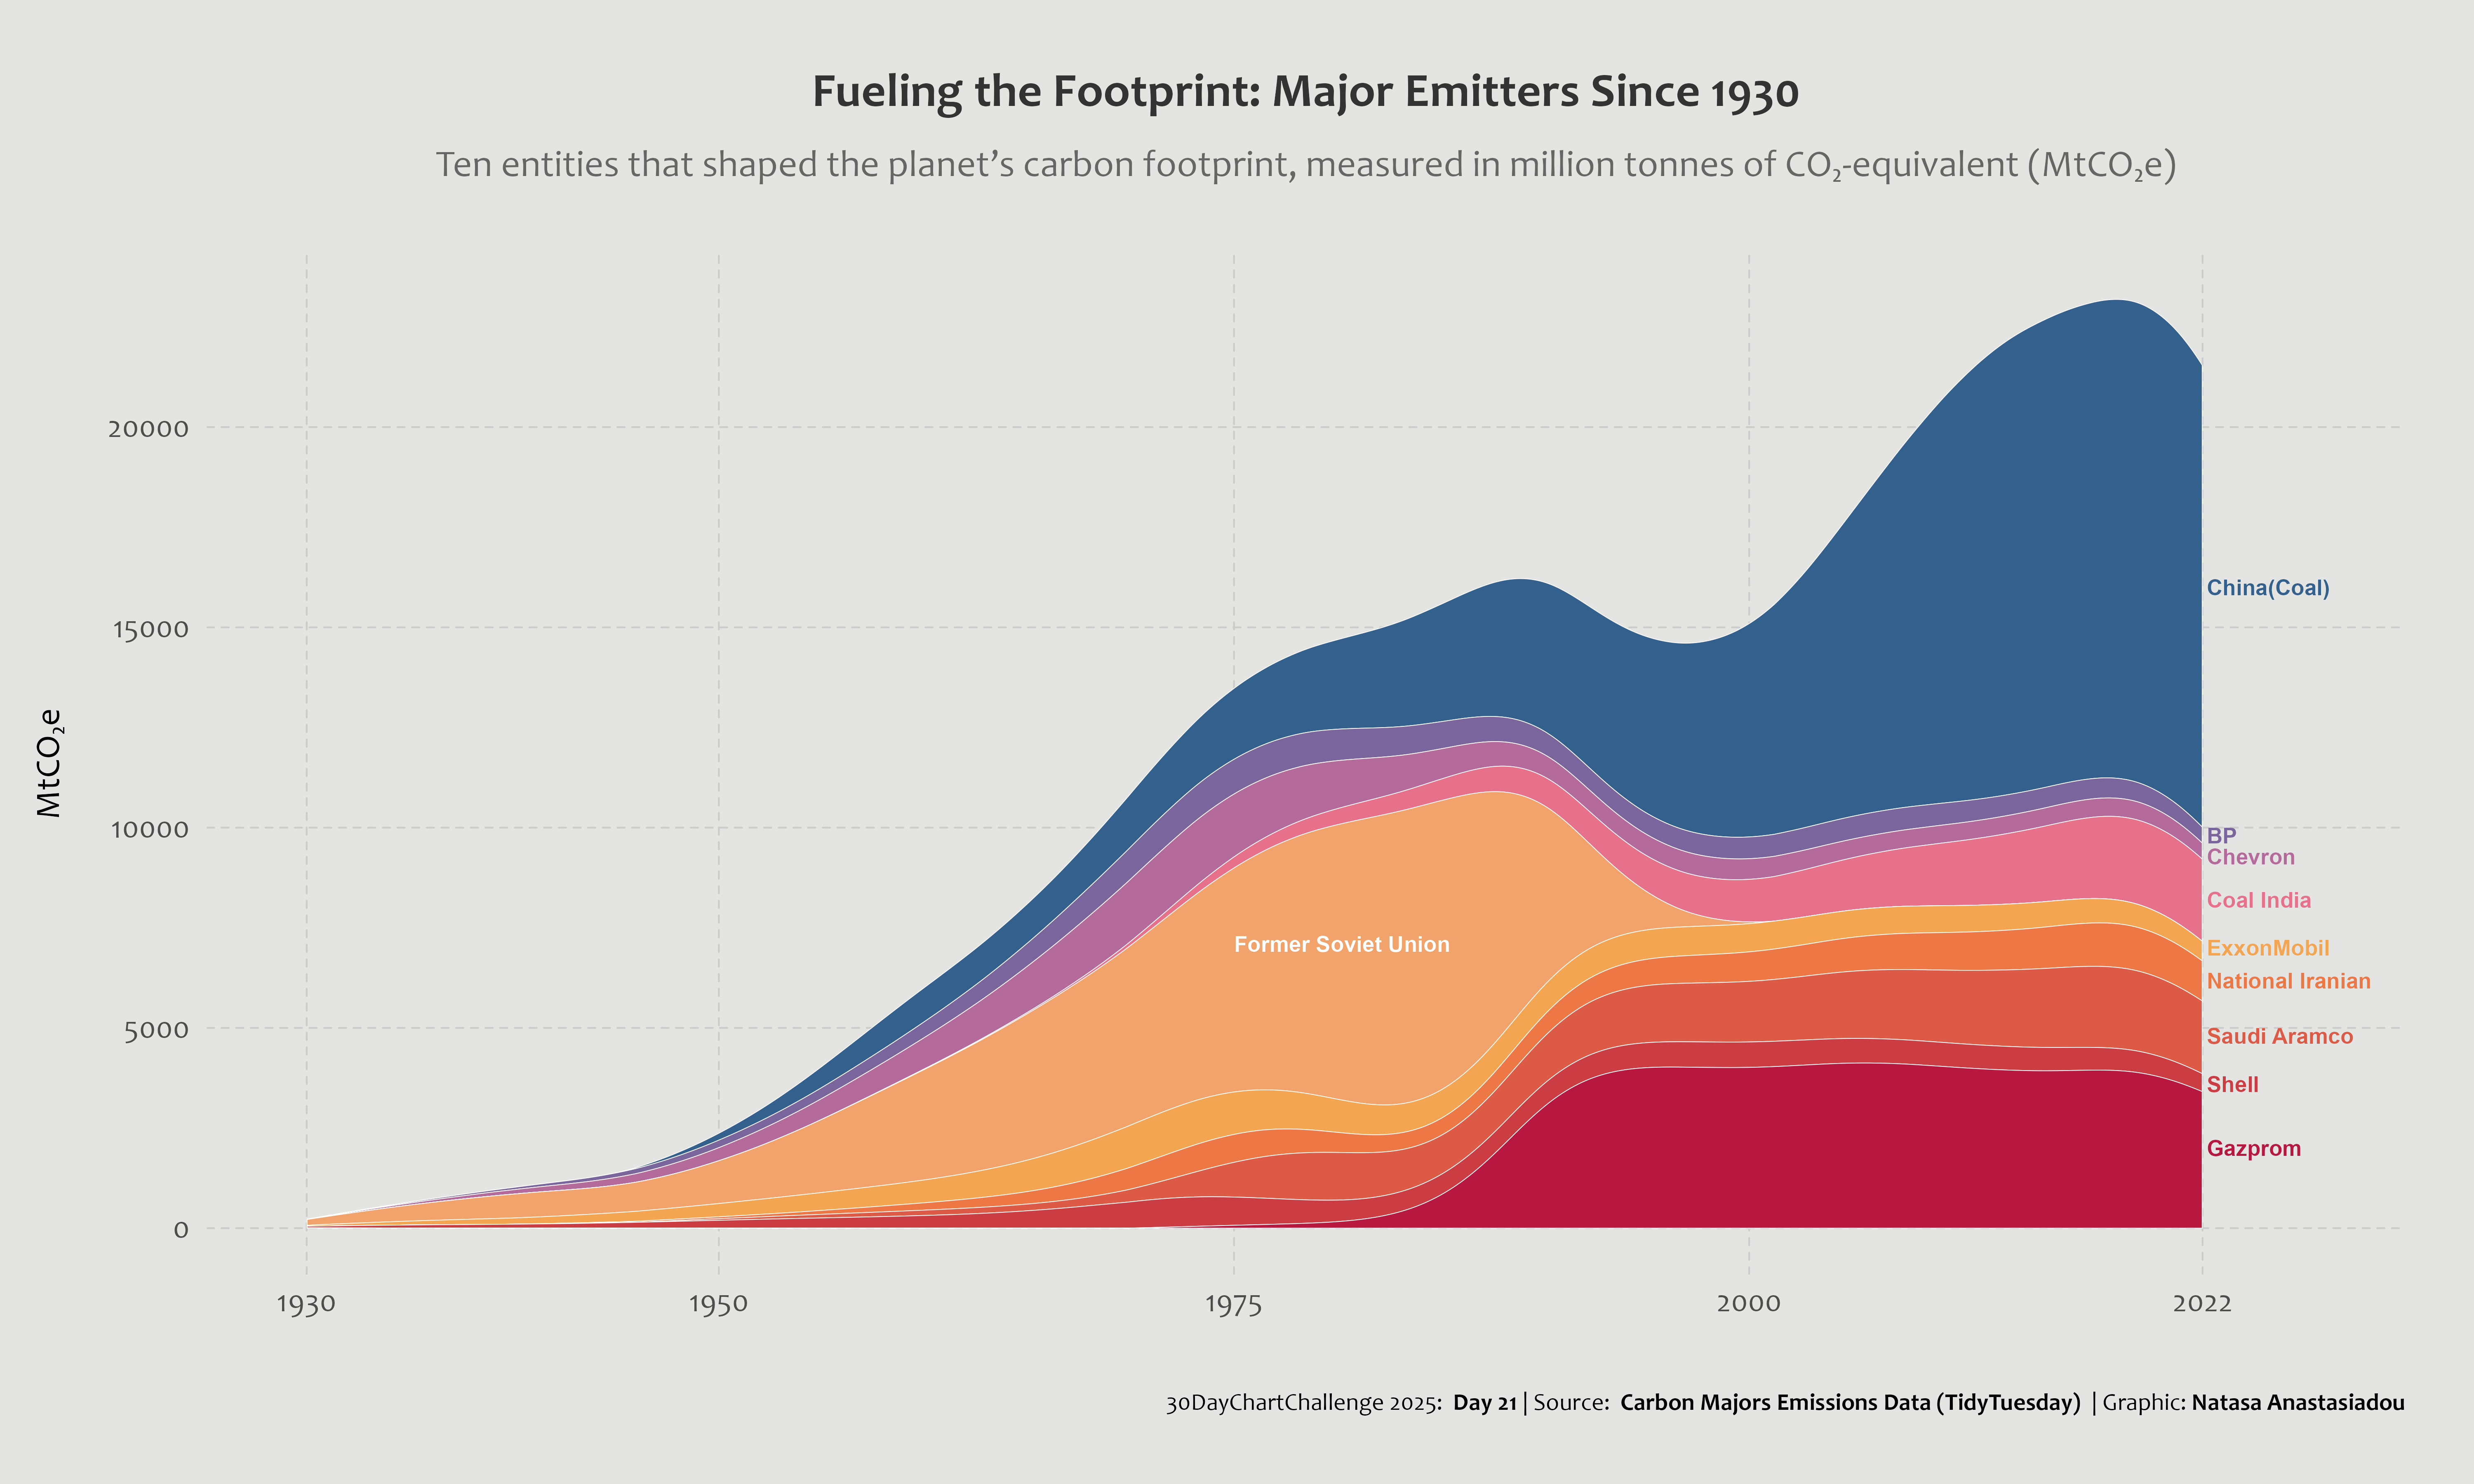 Fueling the Footprint: Major Emitters Since 1930
Ten entities that shaped the planet’s carbon footprint, measured in million tonnes of CO₂-equivalent (MtCO₂e)
MtCO₂e
20000
15000
10000
5000
0
China(Coal)
BP
Chevron
Coal India
Former Soviet Union
ExxonMobil
National Iranian
Saudi Aramco
Shell
Gazprom
1930 1950 1975 2000 2022
30DayChartChallenge 2025: Day 21 | Source: Carbon Majors Emissions Data (TidyTuesday) | Graphic: Natasa Anastasiadou